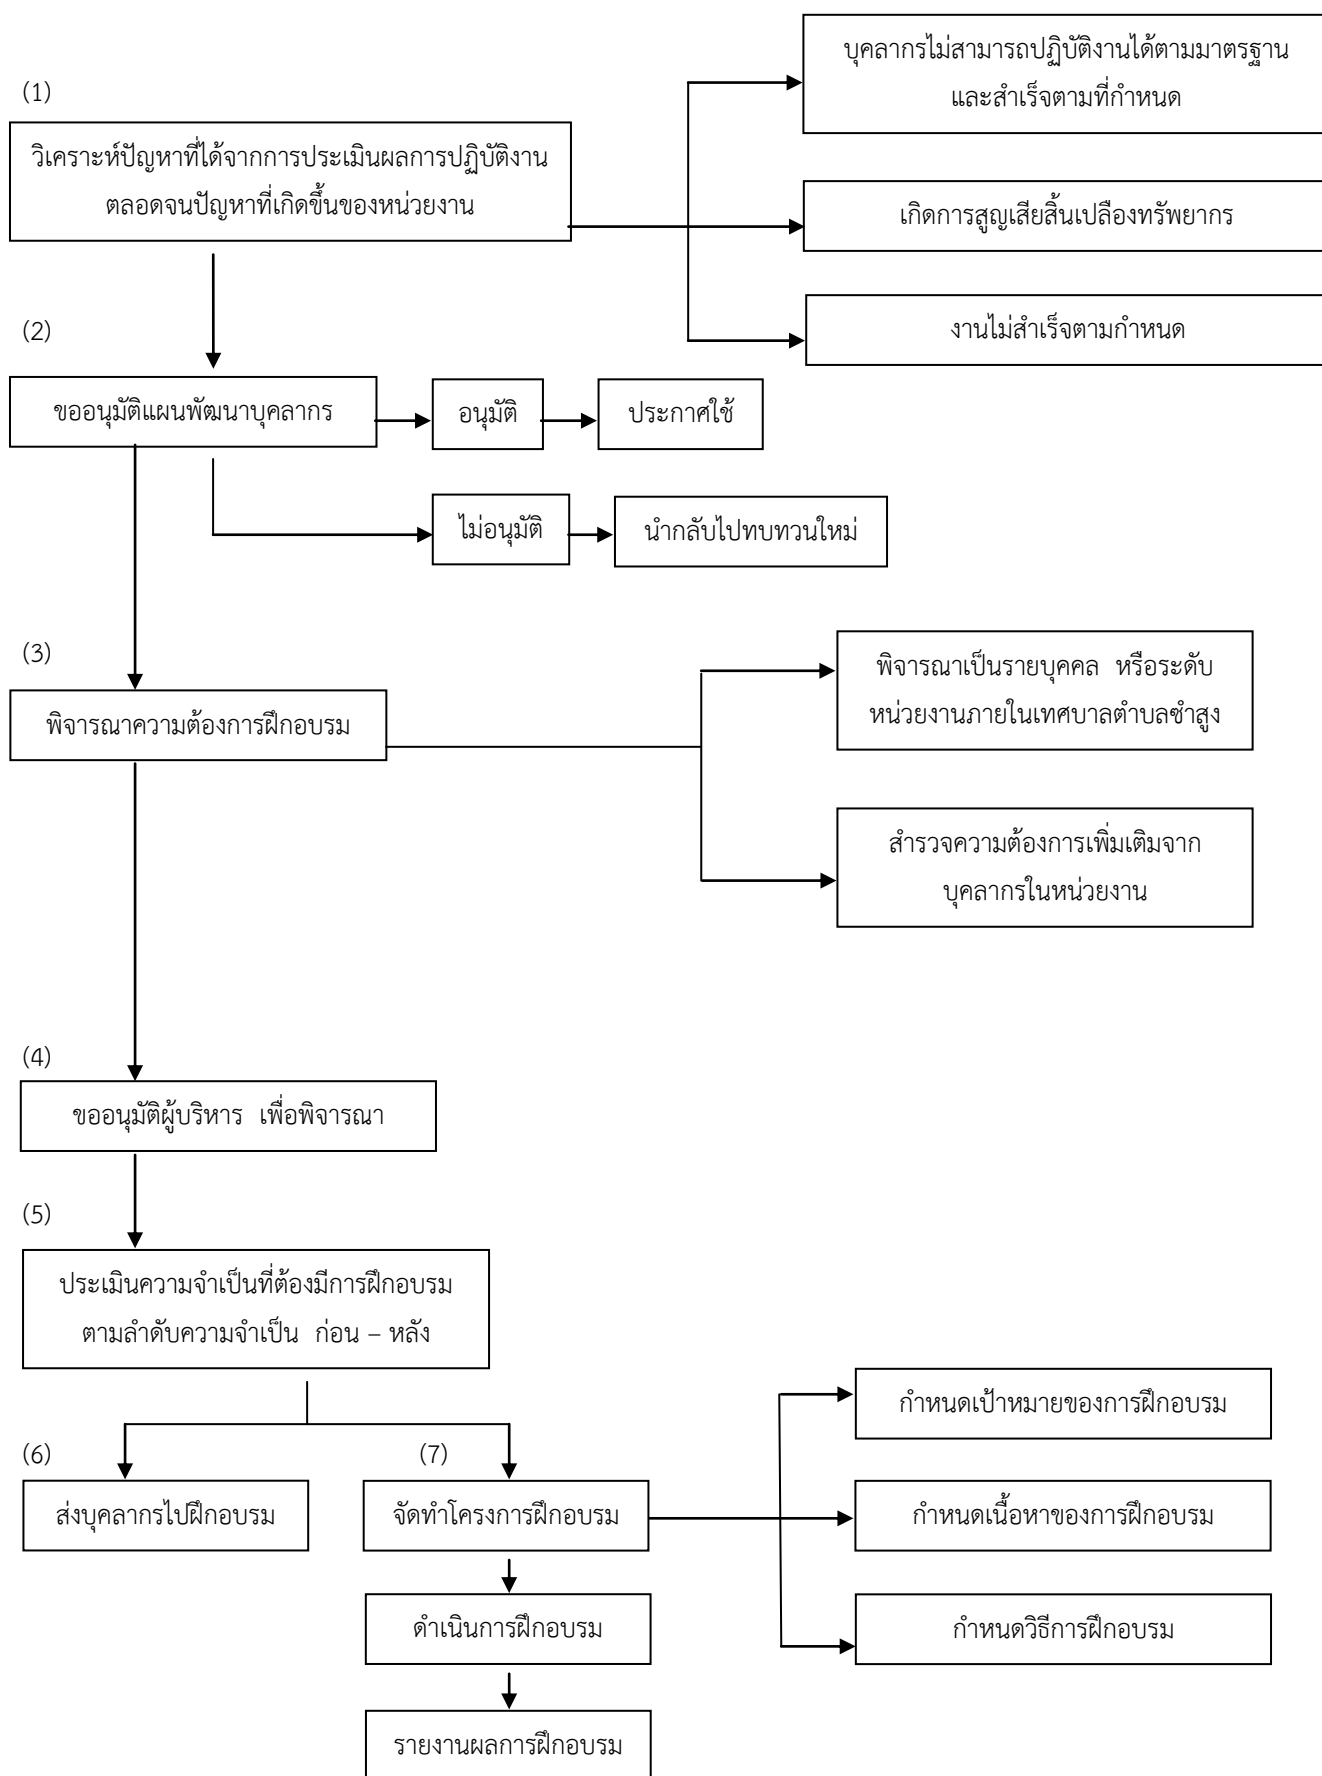 บุคลากรไม่สามารถปฏิบัติงานได้ตามมาตรฐาน
และสำเร็จตามที่กำหนด
(1)
วิเคราะห์ปัญหาที่ได้จากการประเมินผลการปฏิบัติงาน
ตลอดจนปัญหาที่เกิดขึ้นของหน่วยงาน
เกิดการสูญเสียสิ้นเปลืองทรัพยากร
งานไม่สำเร็จตามกำหนด
(2)
ขออนุมัติแผนพัฒนาบุคลากร
อนุมัติ
ประกาศใช้
ไม่อนุมัติ
นำกลับไปทบทวนใหม่
(3)
พิจารณาความต้องการฝึกอบรม
พิจารณาเป็นรายบุคคล หรือระดับ
หน่วยงานภายในเทศบาลตำบลซำสูง
สำรวจความต้องการเพิ่มเติมจาก
บุคลากรในหน่วยงาน
(4)
ขออนุมัติผู้บริหาร เพื่อพิจารณา
(5)
ประเมินความจำเป็นที่ต้องมีการฝึกอบรม
ตามลำดับความจำเป็น ก่อน – หลัง
(6)
ส่งบุคลากรไปฝึกอบรม
(7)
จัดทำโครงการฝึกอบรม
กำหนดเป้าหมายของการฝึกอบรม
กำหนดเนื้อหาของการฝึกอบรม
กำหนดวิธีการฝึกอบรม
ดำเนินการฝึกอบรม
รายงานผลการฝึกอบรม